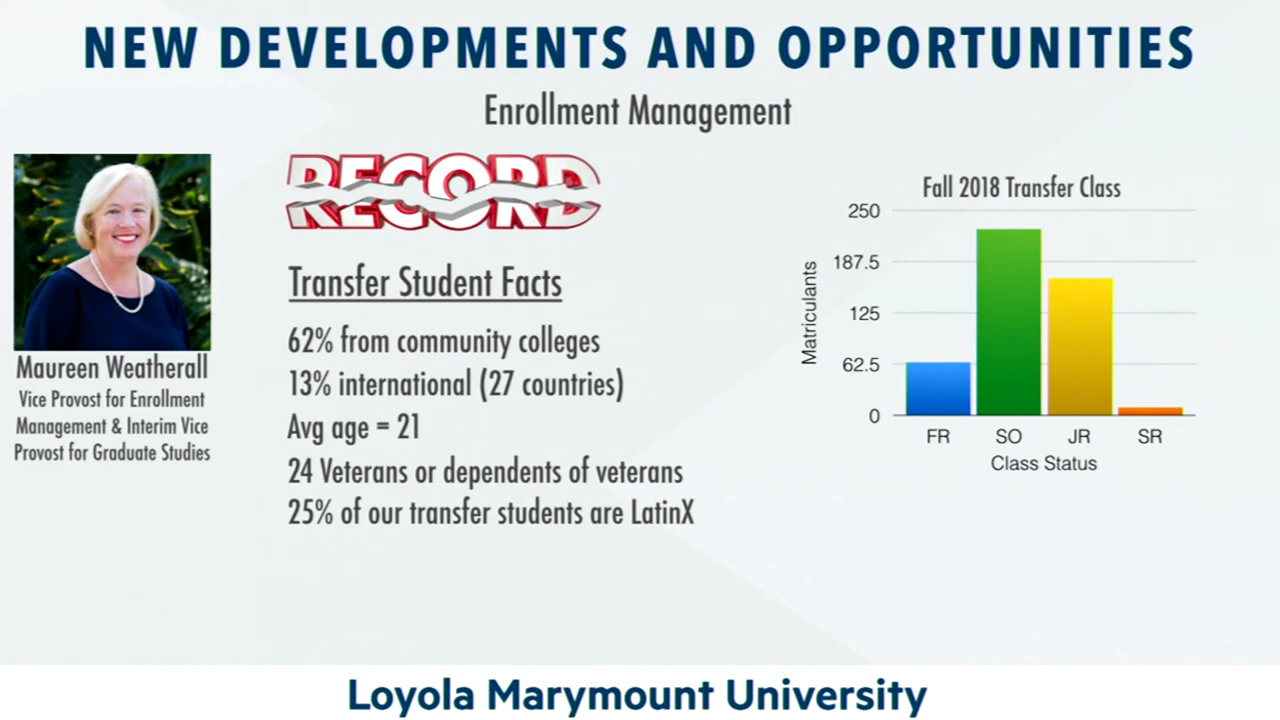 NEW DEVELOPMENTS AND OPPORTUNITIES
Enrollment Management
Maureen Weatherall
Vice Provost for Enrollment
Management & Interim Vice
Provost for Graduate Studies
RECORD
Transfer Student Facts
62% from community colleges
13% international (27 countries)
Avg age = 21
24 Veterans or dependents of veterans
25% of our transfer students are LatinX
Fall 2018 Transfer Class
250
187.5
125
62.5
0
Matriculants
FR SO JR SR
Class Status
Loyola Marymount University